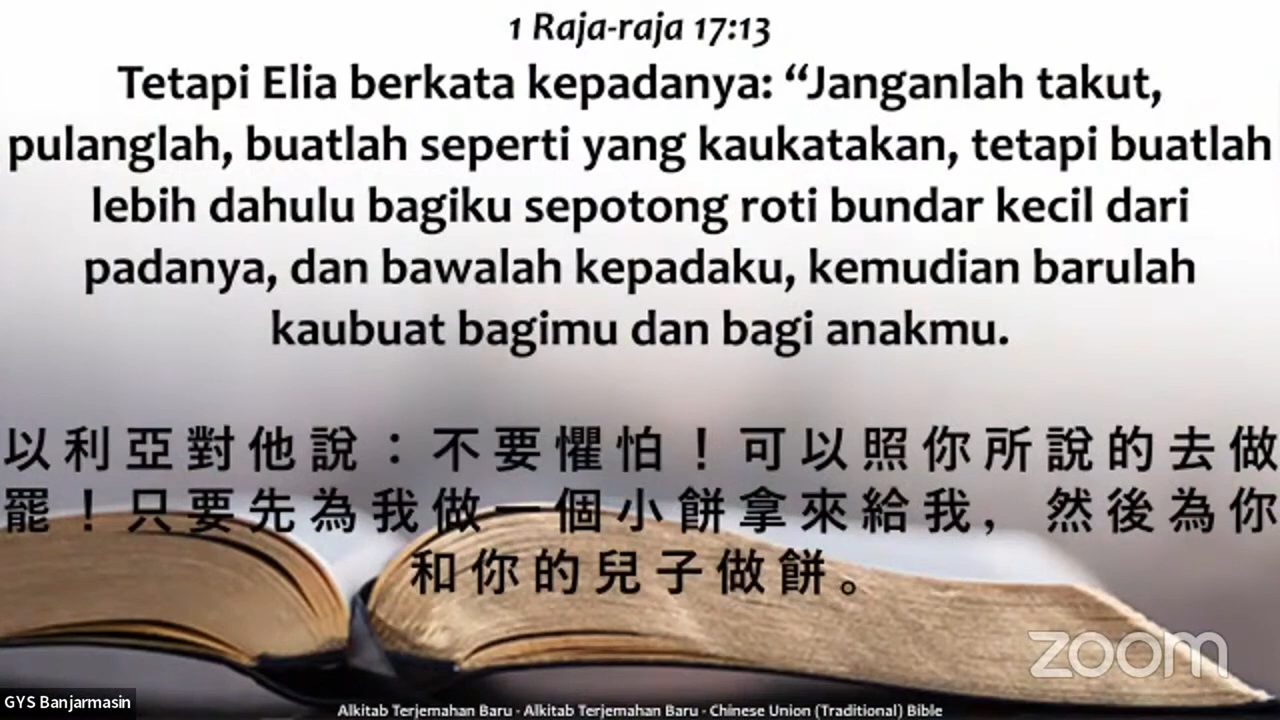 1 Raja-raja 17:13
Tetapi Elia berkata kepadanya: “Janganlah takut,
pulanglah, buatlah seperti yang kaukatakan, tetapi buatlah
lebih dahulu bagiku sepotong roti bundar kecil dari
padanya, dan bawalah kepadaku, kemudian barulah
kaubuat bagimu dan bagi anakmu.
以利亞對他說：不要懼怕！可以照你所說的去做
罷！只要先為我做一個小餅拿來給我，然後為你
和你的兒子做餅。
zoom
GYS Banjarmasin
Alkitab Terjemahan Baru - Alkitab Terjemahan Baru - Chinese Union (Traditional) Bible